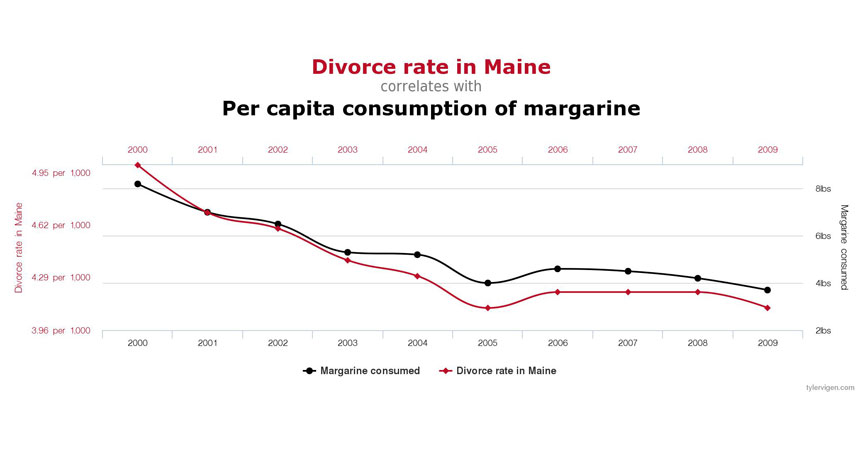 Divorce rate in Maine
correlates with
Per capita consumption of margarine
2000 2001 2002 2003 2004 2005 2006 2007 2008 2009
Divorce rate in Maine
4.95 per 1,000
4.62 per 1,000
4.29 per 1,000
3.96 per 1,000
8lbs
6lbs
4lbs
2lbs
Margarine consumed
2000 2001 2002 2003 2004 2005 2006 2007 2008 2009
Margarine consumed Divorce rate in Maine
tylervigen.com